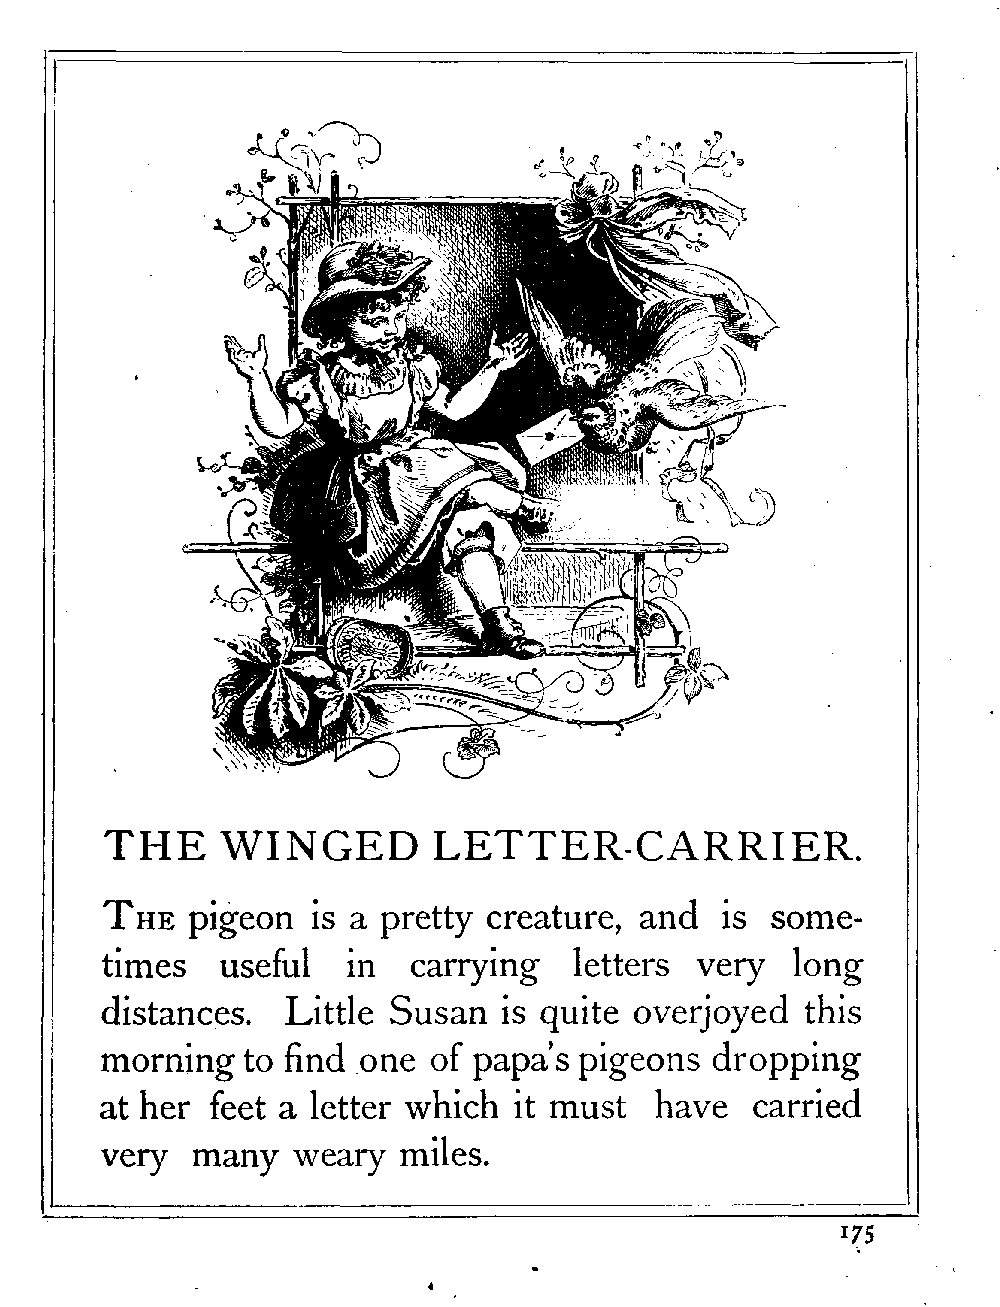 THE WINGED LETTER-CARRIER.
THE pigeon is a pretty creature, and is some-
times useful in carrying letters very long
distances. Little Susan is quite overjoyed this
morning to find one of papa's pigeons dropping
at her feet a letter which it must have carried
very many weary miles.
175